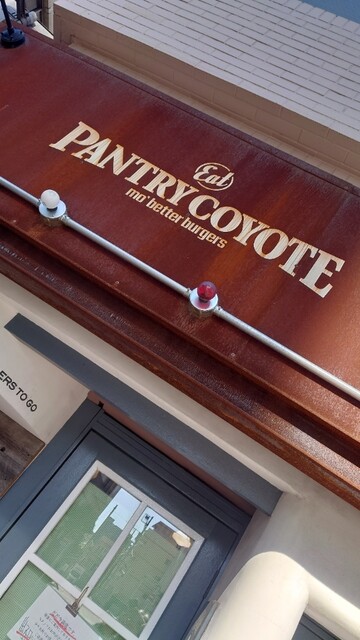 Eat
PANTRY COYOTE
mo' better burgers
ERS TO GO